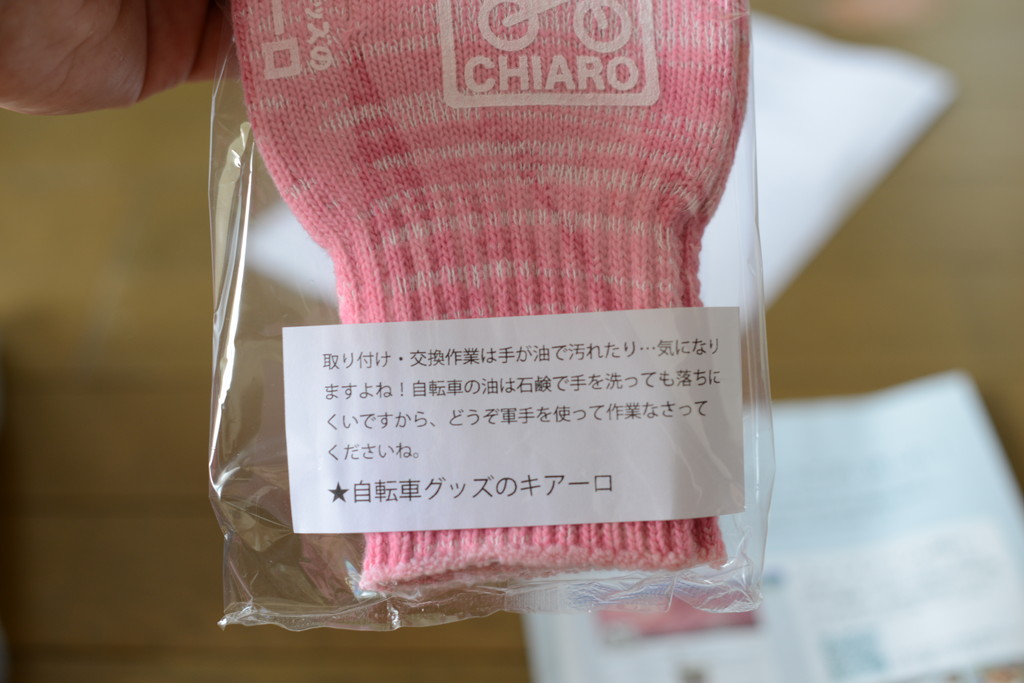 CHIARO
取り付け・交換作業は手が油で汚れたり…気になり
ますよね！自転車の油は石鹸で手を洗っても落ちに
くいですから、どうぞ軍手を使って作業なさって
くださいね。
★自転車グッズのキアーロ